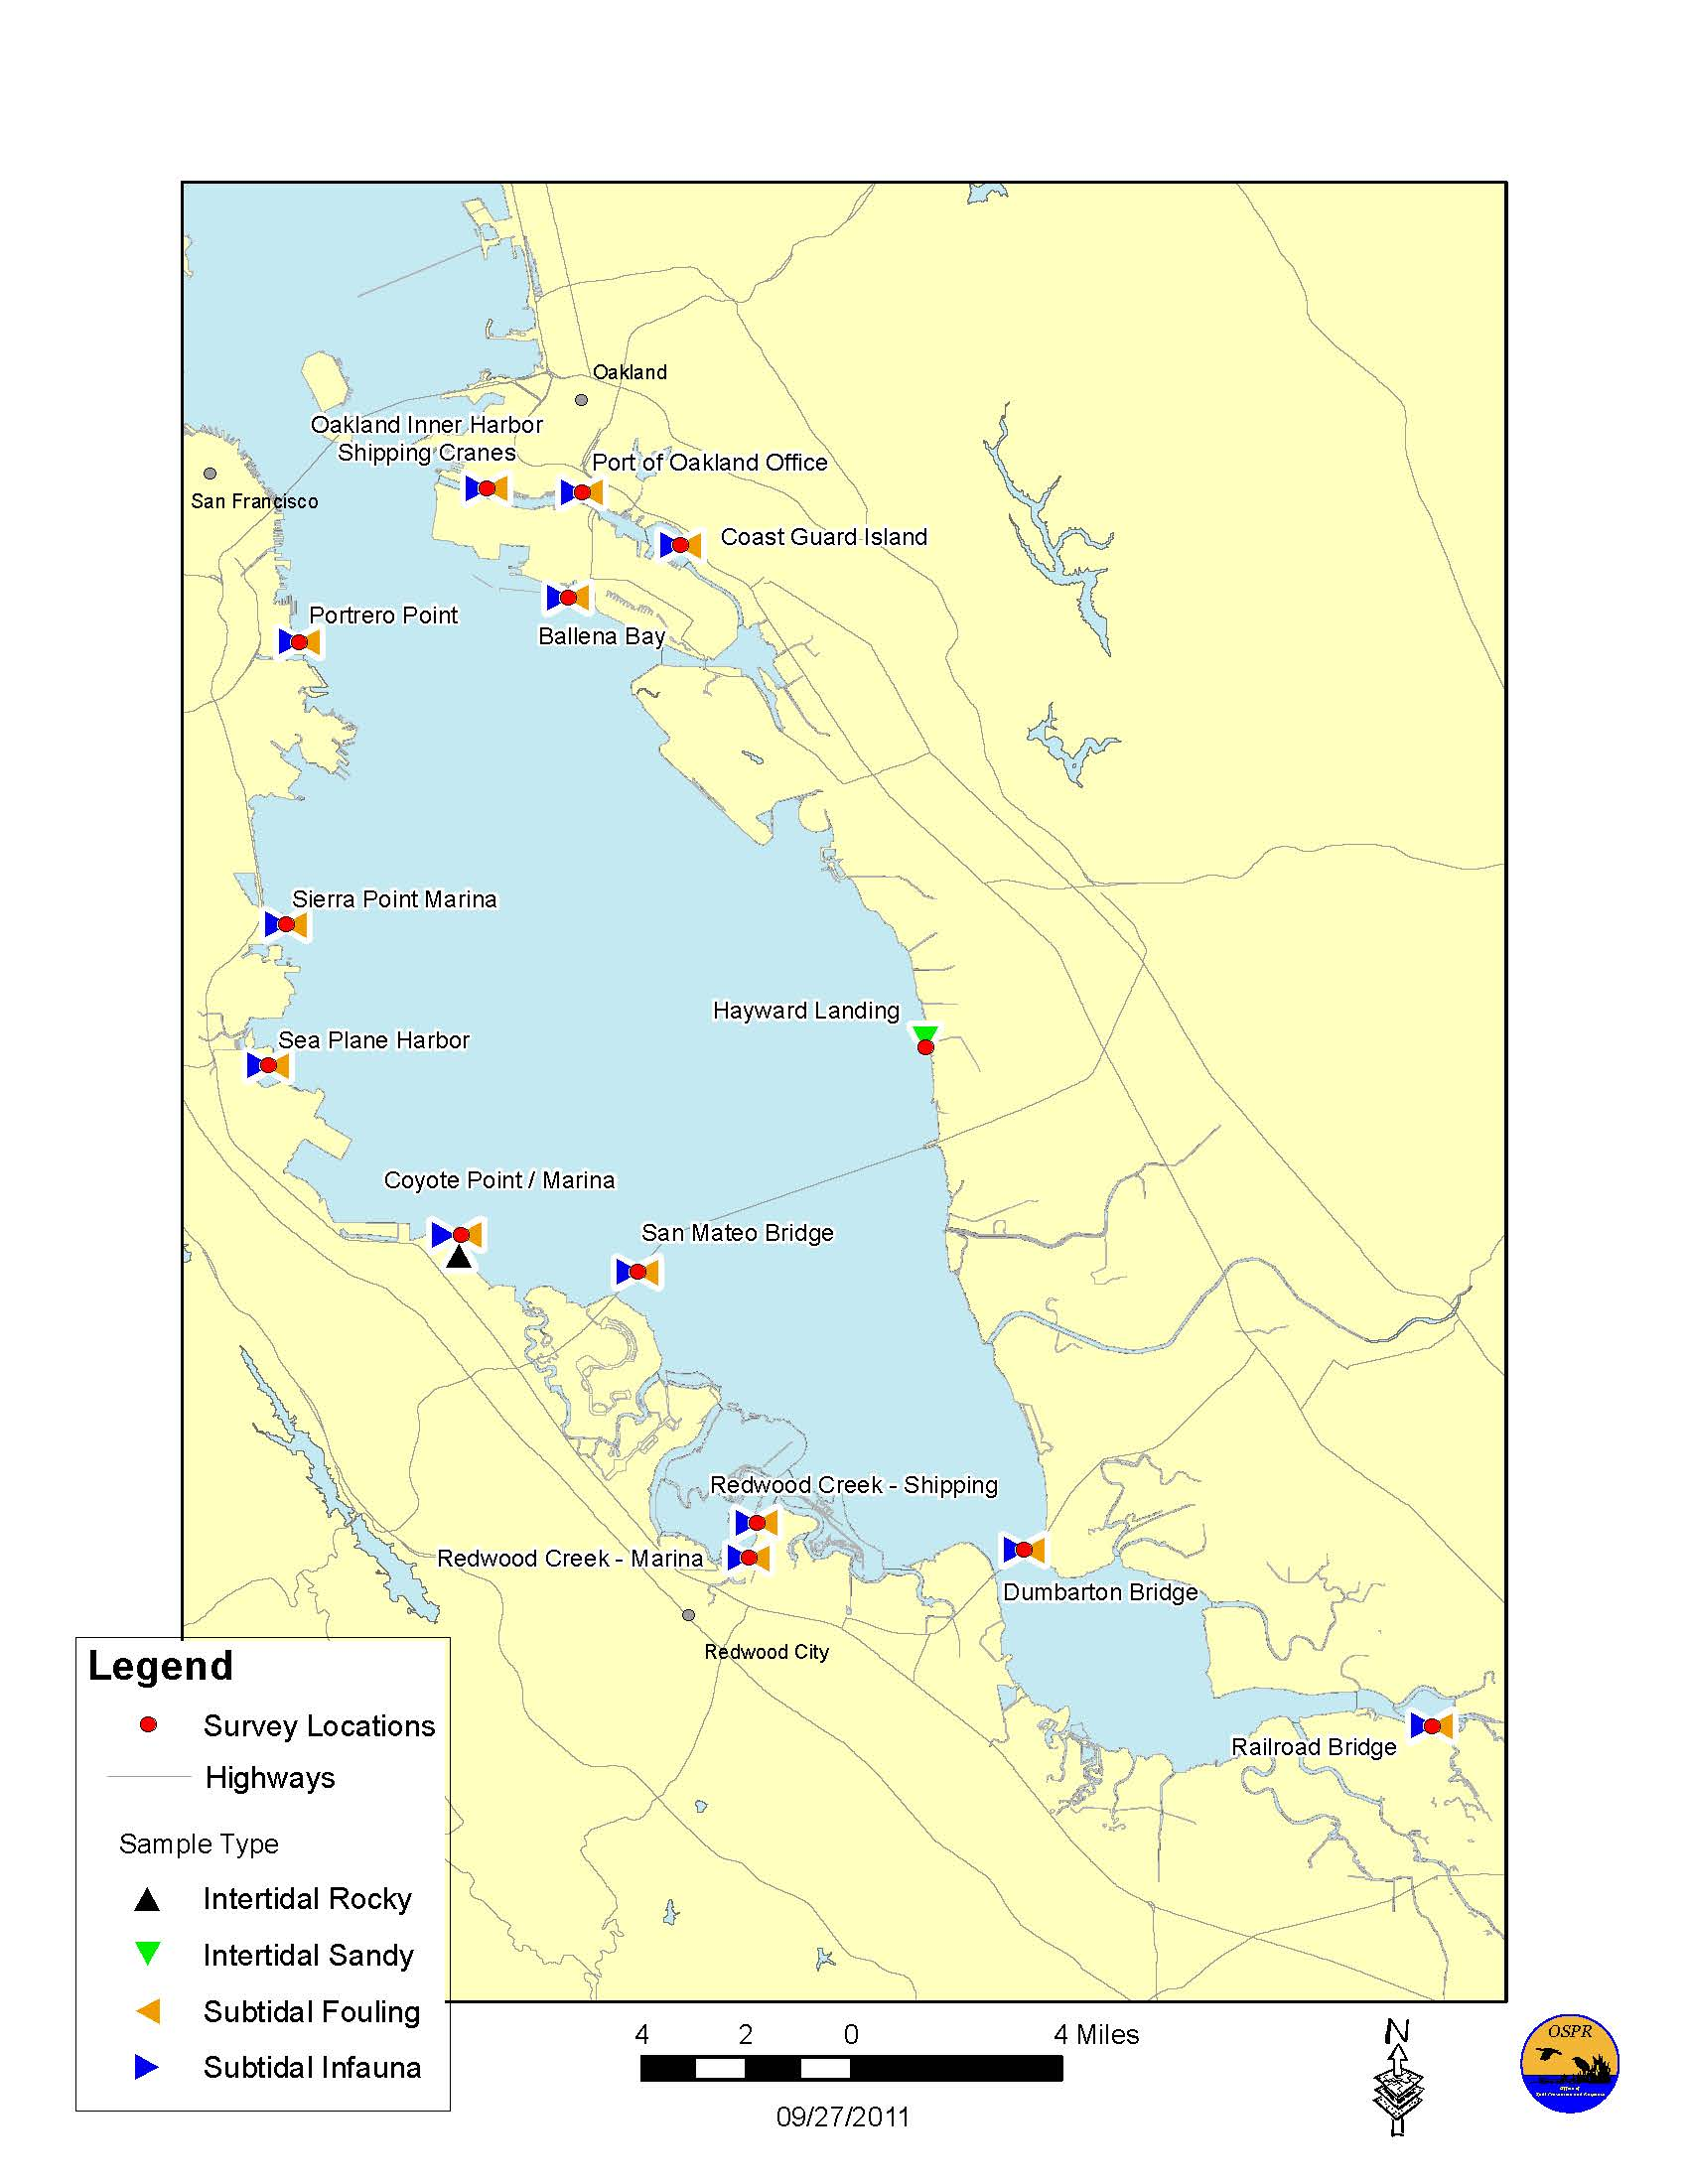 Oakland
Oakland Inner Harbor
Shipping Cranes
Port of Oakland Office
San Francisco
Coast Guard Island
Portrero Point
Ballena Bay
Sierra Point Marina
Hayward Landing
Sea Plane Harbor
Coyote Point / Marina
San Mateo Bridge
Redwood Creek - Shipping
Redwood Creek - Marina
Dumbarton Bridge
Redwood City
Railroad Bridge
Legend
Survey Locations
Highways
Sample Type
Intertidal Rocky
Intertidal Sandy
Subtidal Fouling
Subtidal Infauna
4 2 0 4 Miles
09/27/2011
N
OSPR